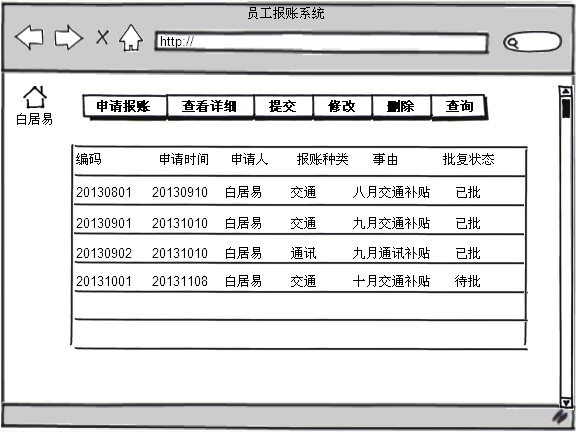 员工报账系统
http://
白居易
申请报账 查看详细 提交 修改 删除 查询
编码 申请时间 申请人 报账种类 事由 批复状态
20130801 20130910 白居易 交通 八月交通补贴 已批
20130901 20131010 白居易 交通 九月交通补贴 已批
20130902 20131010 白居易 通讯 九月通讯补贴 已批
20131001 20131108 白居易 交通 十月交通补贴 待批